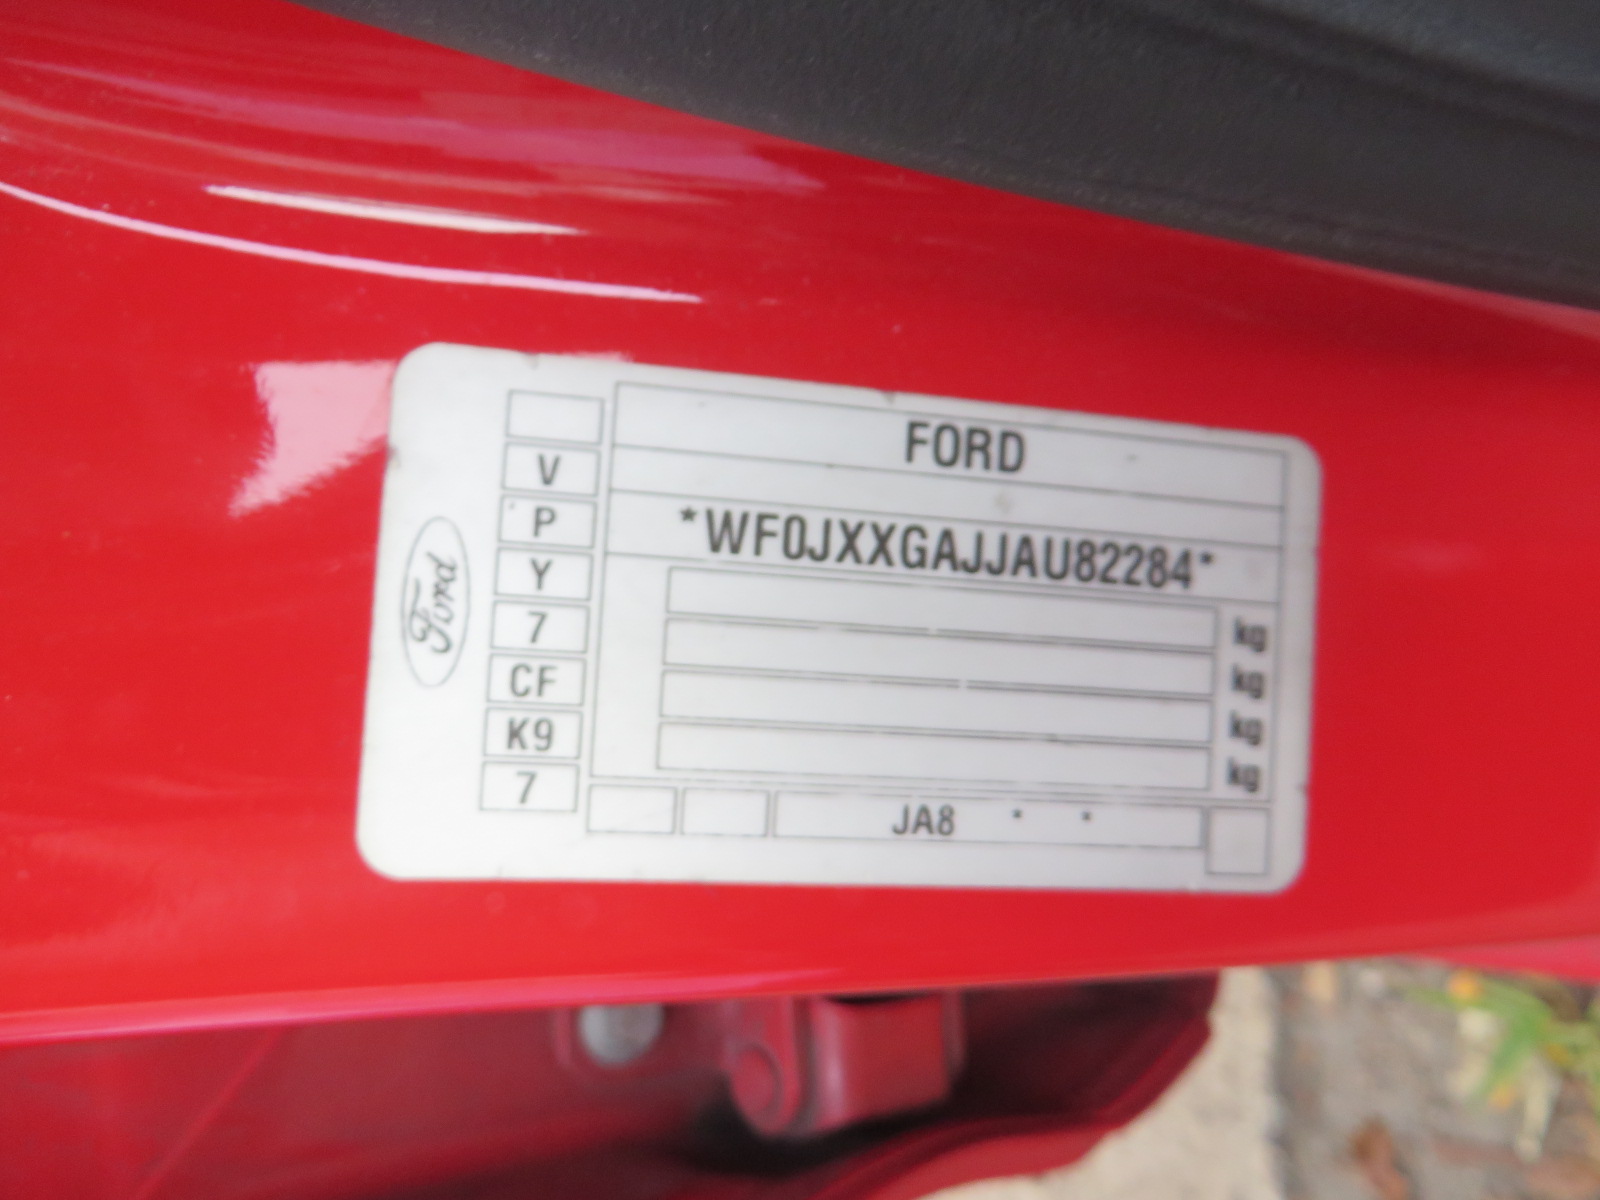 FORD
*WF0JXXGAJJAU82284*
V
P
Y
7
CF
K9
7
Ford
kg
kg
kg
kg
JA8